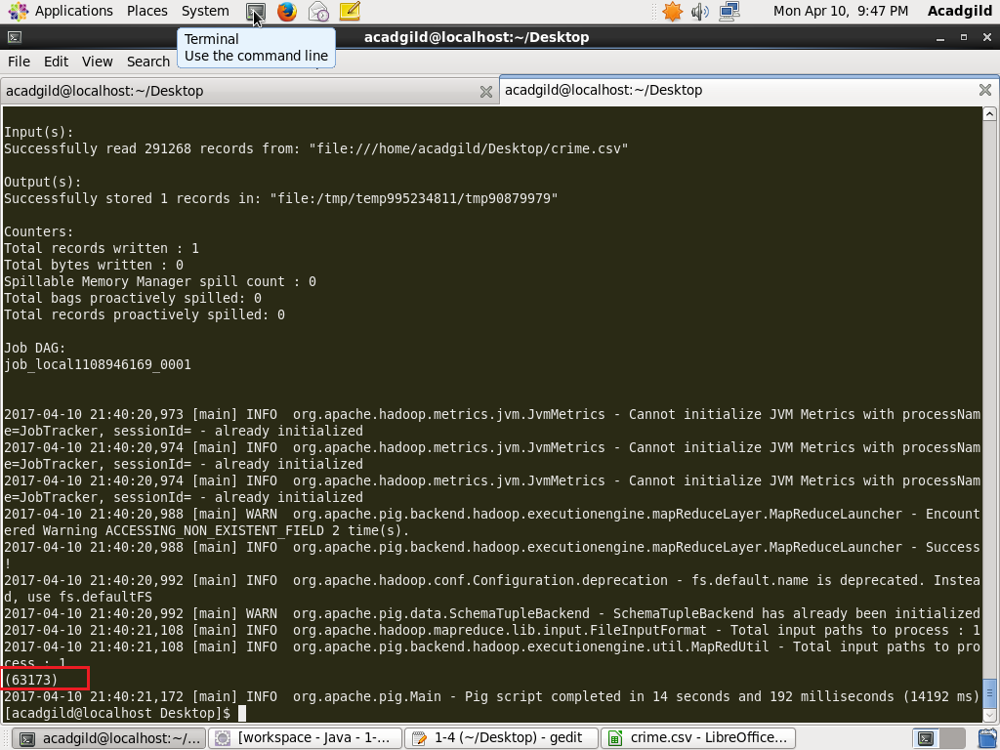 Applications Places System Mon Apr 10, 9:47 PM Acadgild
acadgild@localhost:~/Desktop
Terminal
Use the command line
File Edit View Search
acadgild@localhost:~/Desktop acadgild@localhost:~/Desktop
Input(s):
Successfully read 291268 records from: "file:///home/acadgild/Desktop/crime.csv"
Output(s):
Successfully stored 1 records in: "file:/tmp/temp995234811/tmp90879979"
Counters:
Total records written : 1
Total bytes written : 0
Spillable Memory Manager spill count : 0
Total bags proactively spilled: 0
Total records proactively spilled: 0
Job DAG:
job_local1108946169_0001
2017-04-10 21:40:20,973 [main] INFO  org.apache.hadoop.metrics.jvm.JvmMetrics - Cannot initialize JVM Metrics with processNam
e=JobTracker, sessionId= - already initialized
2017-04-10 21:40:20,974 [main] INFO  org.apache.hadoop.metrics.jvm.JvmMetrics - Cannot initialize JVM Metrics with processNam
e=JobTracker, sessionId= - already initialized
2017-04-10 21:40:20,974 [main] INFO  org.apache.hadoop.metrics.jvm.JvmMetrics - Cannot initialize JVM Metrics with processNam
e=JobTracker, sessionId= - already initialized
2017-04-10 21:40:20,988 [main] WARN  org.apache.pig.backend.hadoop.executionengine.mapReduceLayer.MapReduceLauncher - Encount
ered Warning ACCESSING_NON_EXISTENT_FIELD 2 time(s).
2017-04-10 21:40:20,988 [main] INFO  org.apache.pig.backend.hadoop.executionengine.mapReduceLayer.MapReduceLauncher - Success
!
2017-04-10 21:40:20,992 [main] INFO  org.apache.hadoop.conf.Configuration.deprecation - fs.default.name is deprecated. Instea
d, use fs.defaultFS
2017-04-10 21:40:20,992 [main] WARN  org.apache.pig.data.SchemaTupleBackend - SchemaTupleBackend has already been initialized
2017-04-10 21:40:21,108 [main] INFO  org.apache.hadoop.mapreduce.lib.input.FileInputFormat - Total input paths to process : 1
2017-04-10 21:40:21,108 [main] INFO  org.apache.pig.backend.hadoop.executionengine.util.MapRedUtil - Total input paths to pro
cess : 1
(63173)
2017-04-10 21:40:21,172 [main] INFO  org.apache.pig.Main - Pig script completed in 14 seconds and 192 milliseconds (14192 ms)
[acadgild@localhost Desktop]$
acadgild@localhost:~/... [workspace - Java - 1-... 1-4 (~/Desktop) - gedit crime.csv - LibreOffice...